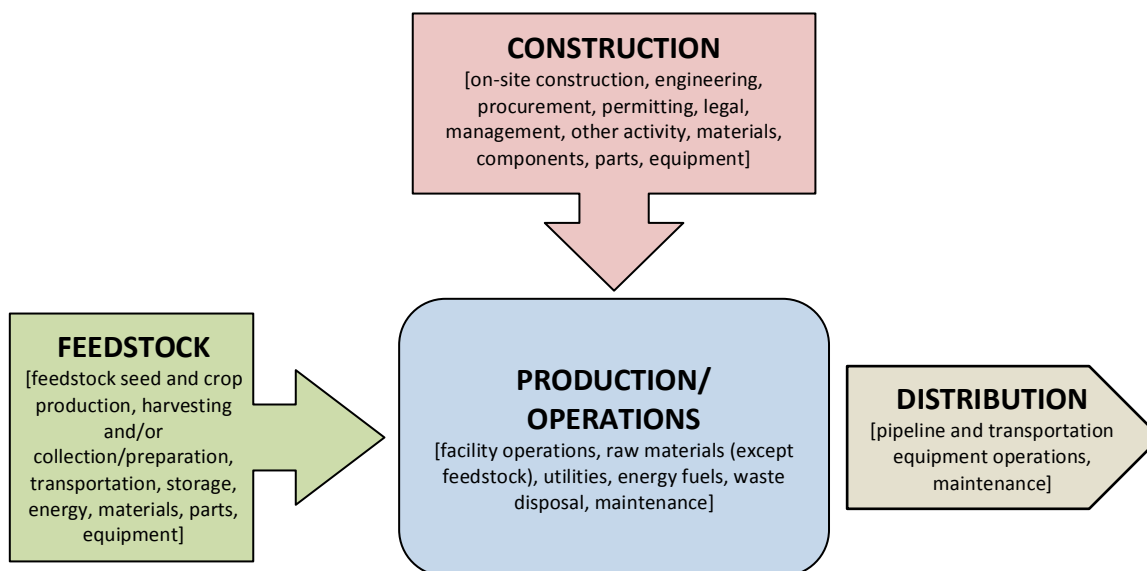 CONSTRUCTION
[on-site construction, engineering,
procurement, permitting, legal,
management, other activity, materials,
components, parts, equipment]
FEEDSTOCK
[feedstock seed and crop
production, harvesting
and/or
collection/preparation,
transportation, storage,
energy, materials, parts,
equipment]
PRODUCTION/
OPERATIONS
[facility operations, raw materials (except
feedstock), utilities, energy fuels, waste
disposal, maintenance]
DISTRIBUTION
[pipeline and transportation
equipment operations,
maintenance]